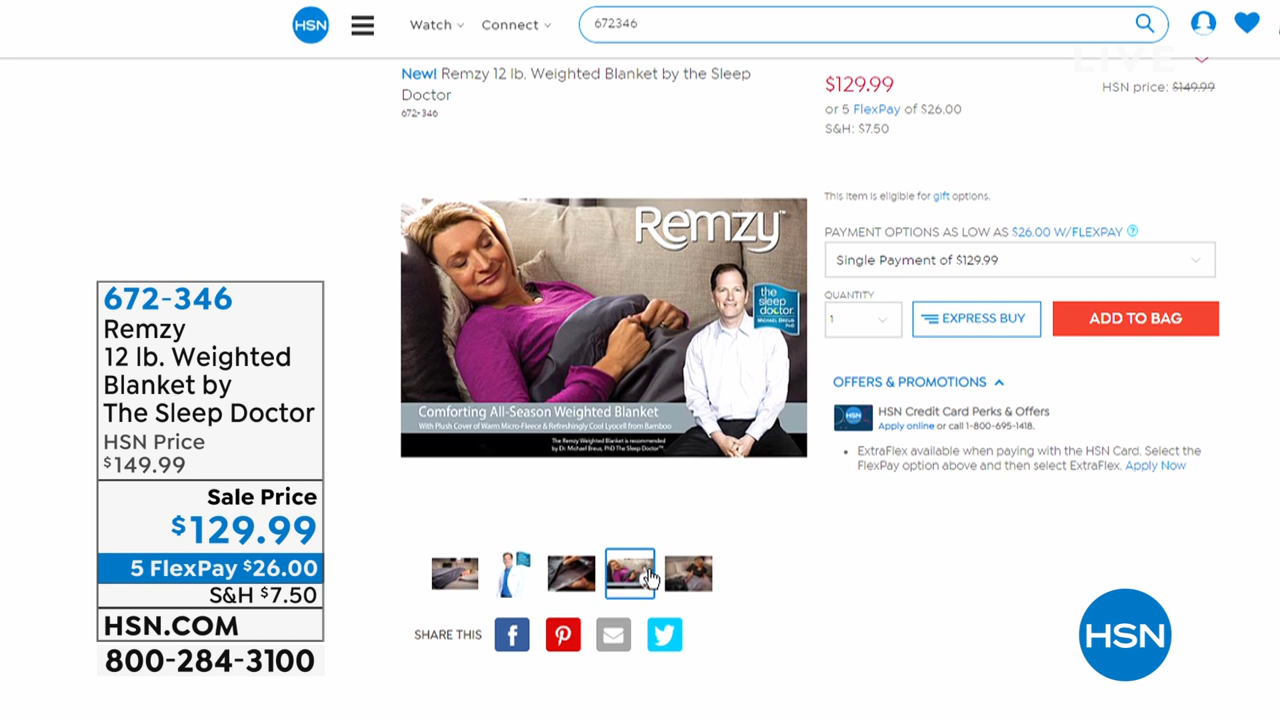 HSN
Watch
Connect
672346
LIVE
New! Remzy 12 lb. Weighted Blanket by the Sleep
Doctor
672-346
$129.99
HSN price: $149.99
or 5 FlexPay of $26.00
S&H: $7.50
This item is eligible for gift options.
PAYMENT OPTIONS AS LOW AS $26.00 W/FLEXPAY ?
Single Payment of $129.99
QUANTITY
1
EXPRESS BUY
ADD TO BAG
OFFERS & PROMOTIONS
HSN
HSN Credit Card Perks & Offers
Apply online or call 1-800-695-1418.
• ExtraFlex available when paying with the HSN Card. Select the
FlexPay option above and then select ExtraFlex. Apply Now
Remzy™
the
sleep
doctor
MICHAEL BREUS
PhD
Comforting All-Season Weighted Blanket
With Plush Cover of Warm Micro-Fleece & Refreshingly Cool Lyocell from Bamboo
The Remzy Weighted Blanket is recommended
by Dr. Michael Breus, PhD The Sleep Doctor™
SHARE THIS
672-346
Remzy
12 lb. Weighted
Blanket by
The Sleep Doctor
HSN Price
$149.99
Sale Price
$129.99
5 FlexPay $26.00
S&H $7.50
HSN.COM
800-284-3100
HSN